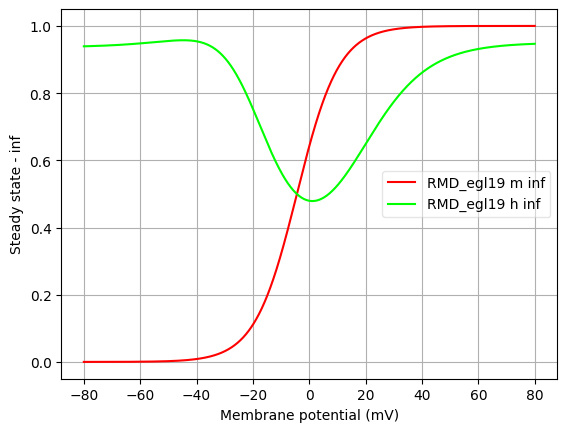 1.0
0.8
0.6
0.4
0.2
0.0
Steady state - inf
RMD_egl19 m inf
RMD_egl19 h inf
−80 −60 −40 −20 0 20 40 60 80
Membrane potential (mV)